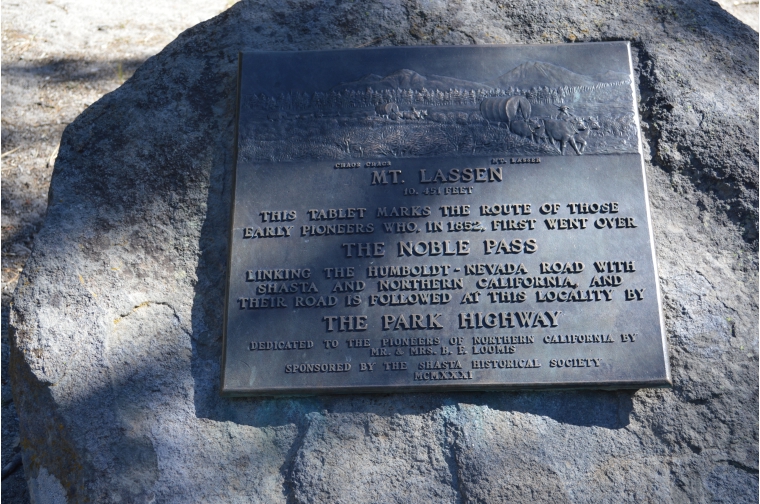 CHAOS CRAGS MT. LASSEN
MT. LASSEN
10,451 FEET
THIS TABLET MARKS THE ROUTE OF THOSE
EARLY PIONEERS WHO, IN 1852, FIRST WENT OVER
THE NOBLE PASS
LINKING THE HUMBOLDT-NEVADA ROAD WITH
SHASTA AND NORTHERN CALIFORNIA, AND
THEIR ROAD IS FOLLOWED AT THIS LOCALITY BY
THE PARK HIGHWAY
DEDICATED TO THE PIONEERS OF NORTHERN CALIFORNIA BY
MR. & MRS. B. F. LOOMIS
SPONSORED BY THE SHASTA HISTORICAL SOCIETY
MCMXXXI